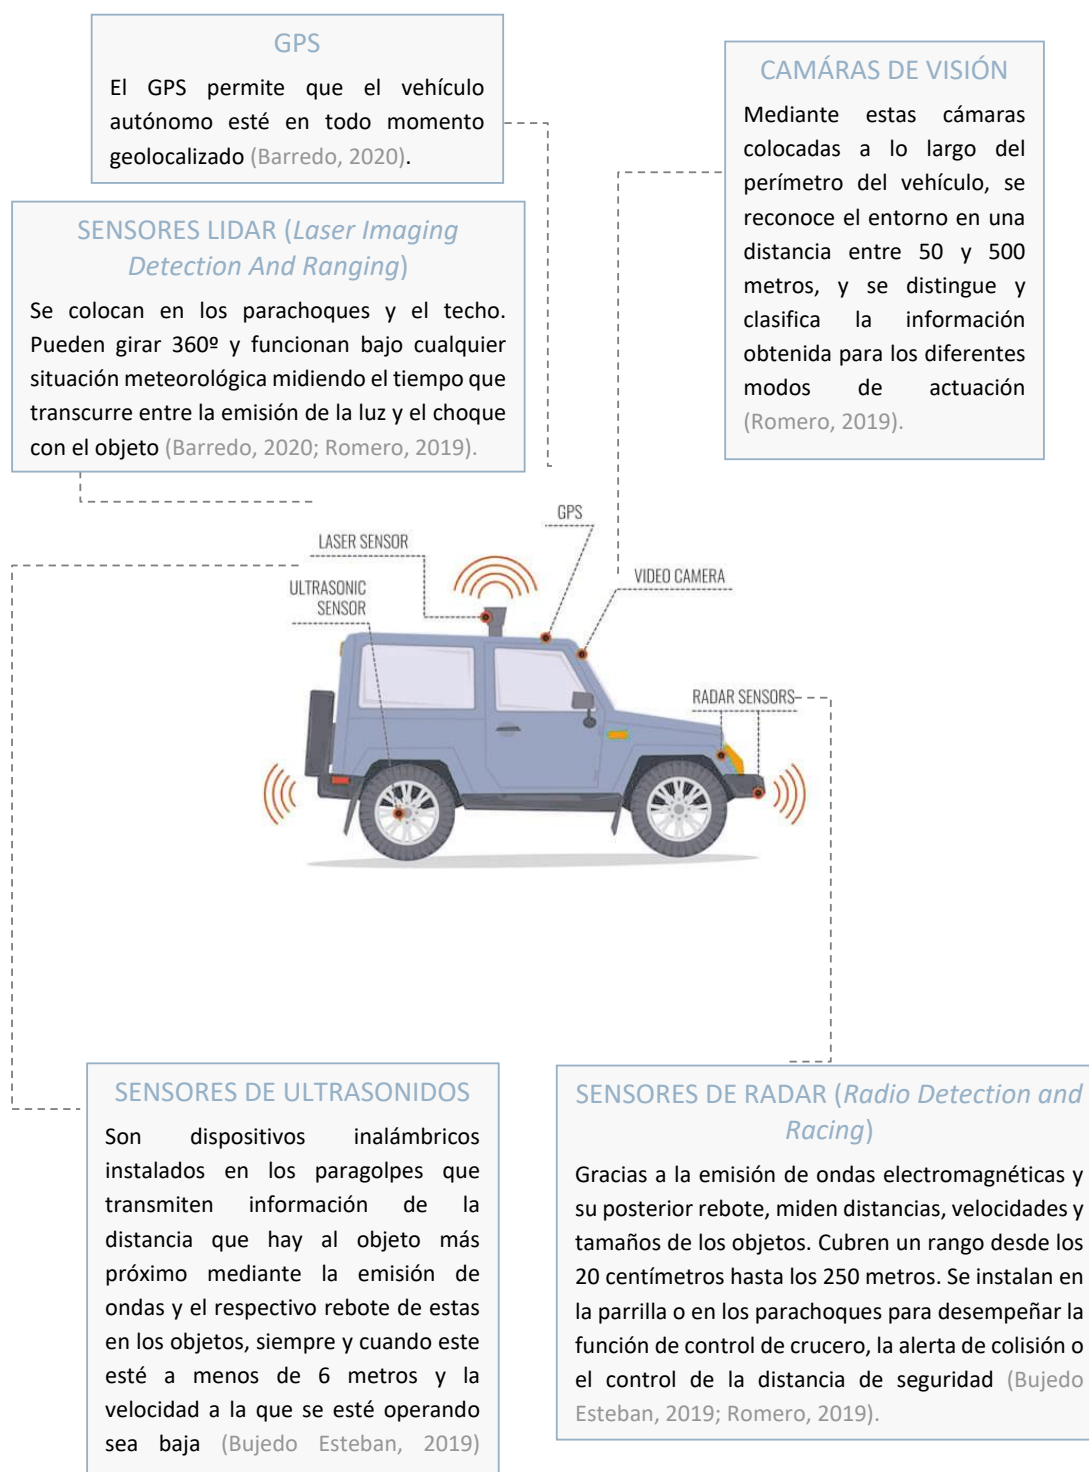 GPS
El GPS permite que el vehículo
autónomo esté en todo momento
geolocalizado (Barredo, 2020).
CAMÁRAS DE VISIÓN
Mediante estas cámaras
colocadas a lo largo del
perímetro del vehículo, se
reconoce el entorno en una
distancia entre 50 y 500
metros, y se distingue y
clasifica la información
obtenida para los diferentes
modos de actuación
(Romero, 2019).
SENSORES LIDAR (Laser Imaging
Detection And Ranging)
Se colocan en los parachoques y el techo.
Pueden girar 360º y funcionan bajo cualquier
situación meteorológica midiendo el tiempo que
transcurre entre la emisión de la luz y el choque
con el objeto (Barredo, 2020; Romero, 2019).
GPS
LASER SENSOR
VIDEO CAMERA
ULTRASONIC
SENSOR
RADAR SENSORS
SENSORES DE ULTRASONIDOS
Son dispositivos inalámbricos
instalados en los paragolpes que
transmiten información de la
distancia que hay al objeto más
próximo mediante la emisión de
ondas y el respectivo rebote de estas
en los objetos, siempre y cuando este
esté a menos de 6 metros y la
velocidad a la que se esté operando
sea baja (Bujedo Esteban, 2019)
SENSORES DE RADAR (Radio Detection and
Racing)
Gracias a la emisión de ondas electromagnéticas y
su posterior rebote, miden distancias, velocidades y
tamaños de los objetos. Cubren un rango desde los
20 centímetros hasta los 250 metros. Se instalan en
la parrilla o en los parachoques para desempeñar la
función de control de crucero, la alerta de colisión o
el control de la distancia de seguridad (Bujedo
Esteban, 2019; Romero, 2019).